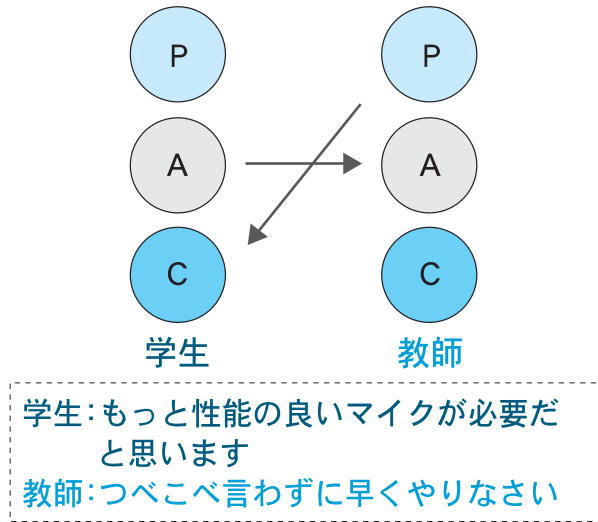 P P
A A
C C
学生 教師
学生：もっと性能の良いマイクが必要だ
と思います
教師：つべこべ言わずに早くやりなさい